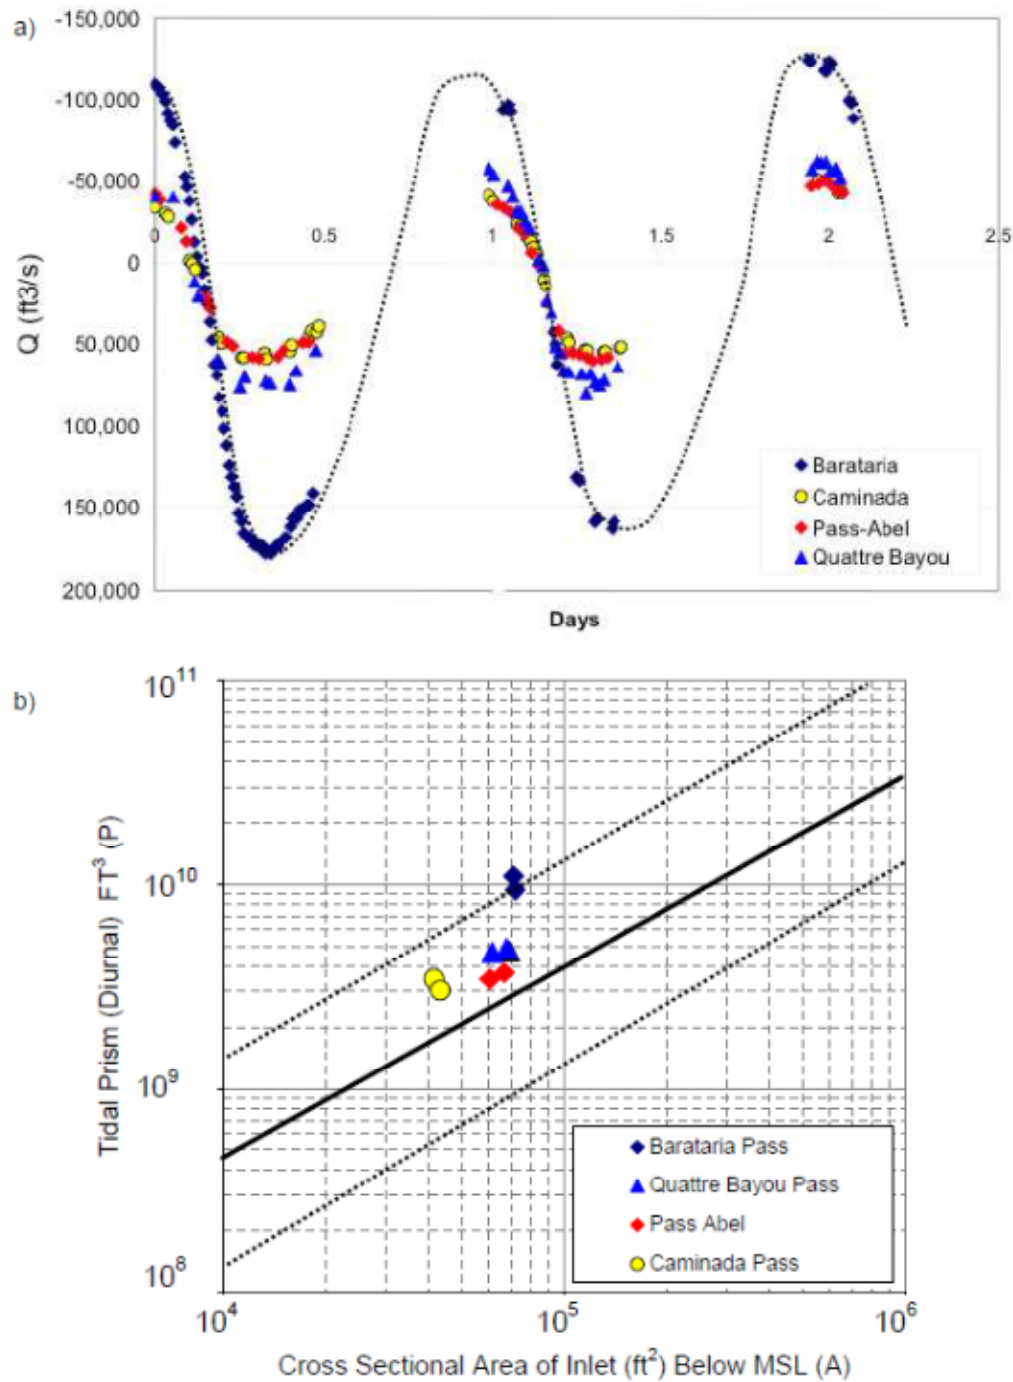 a)
-150,000
-100,000
-50,000
0
50,000
100,000
150,000
200,000
Q (ft3/s)
0 0.5 1 1.5 2 2.5
Barataria
Caminada
Pass-Abel
Quattre Bayou
Days
b)
10^11
10^10
10^9
10^8
Tidal Prism (Diurnal) FT^3 (P)
Barataria Pass
Quattre Bayou Pass
Pass Abel
Caminada Pass
10^4 10^5 10^6
Cross Sectional Area of Inlet (ft^2) Below MSL (A)